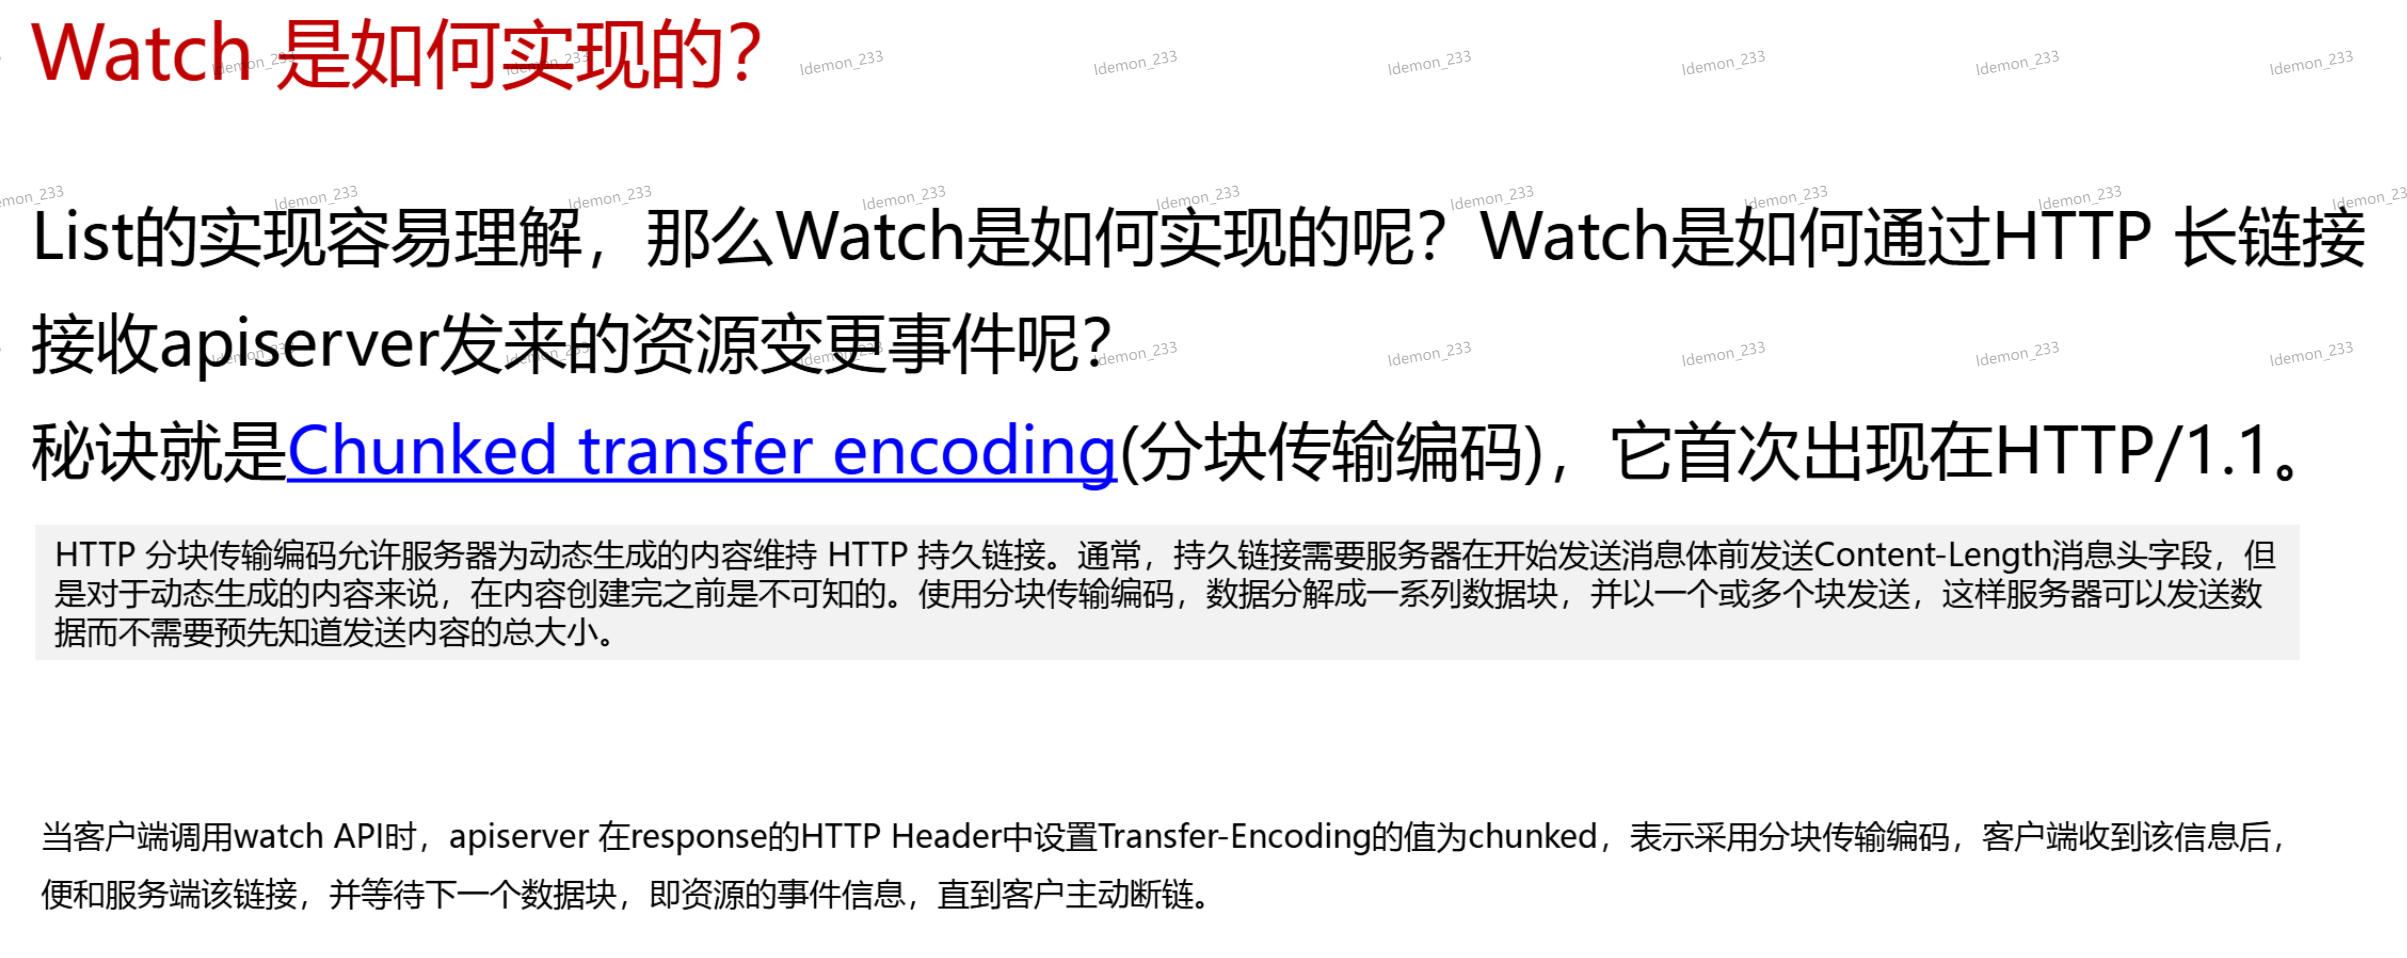 Watch 是如何实现的？
List的实现容易理解，那么Watch是如何实现的呢？Watch是如何通过HTTP 长链接
接收apiserver发来的资源变更事件呢？
秘诀就是Chunked transfer encoding(分块传输编码)，它首次出现在HTTP/1.1。
HTTP 分块传输编码允许服务器为动态生成的内容维持 HTTP 持久链接。通常，持久链接需要服务器在开始发送消息体前发送Content-Length消息头字段，但
是对于动态生成的内容来说，在内容创建完之前是不可知的。使用分块传输编码，数据分解成一系列数据块，并以一个或多个块发送，这样服务器可以发送数
据而不需要预先知道发送内容的总大小。
当客户端调用watch API时，apiserver 在response的HTTP Header中设置Transfer-Encoding的值为chunked，表示采用分块传输编码，客户端收到该信息后，
便和服务端该链接，并等待下一个数据块，即资源的事件信息，直到客户主动断链。
ldemon_233